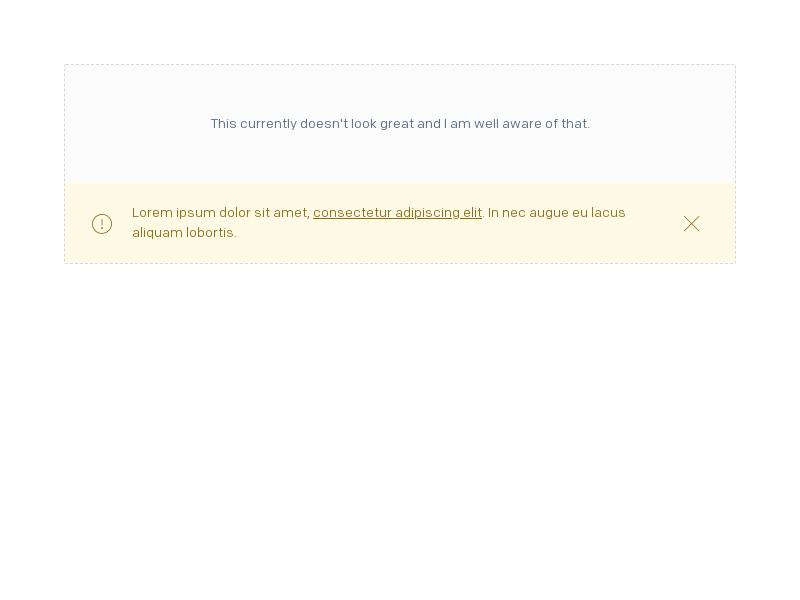 This currently doesn't look great and I am well aware of that.
Lorem ipsum dolor sit amet, consectetur adipiscing elit. In nec augue eu lacus
aliquam lobortis.